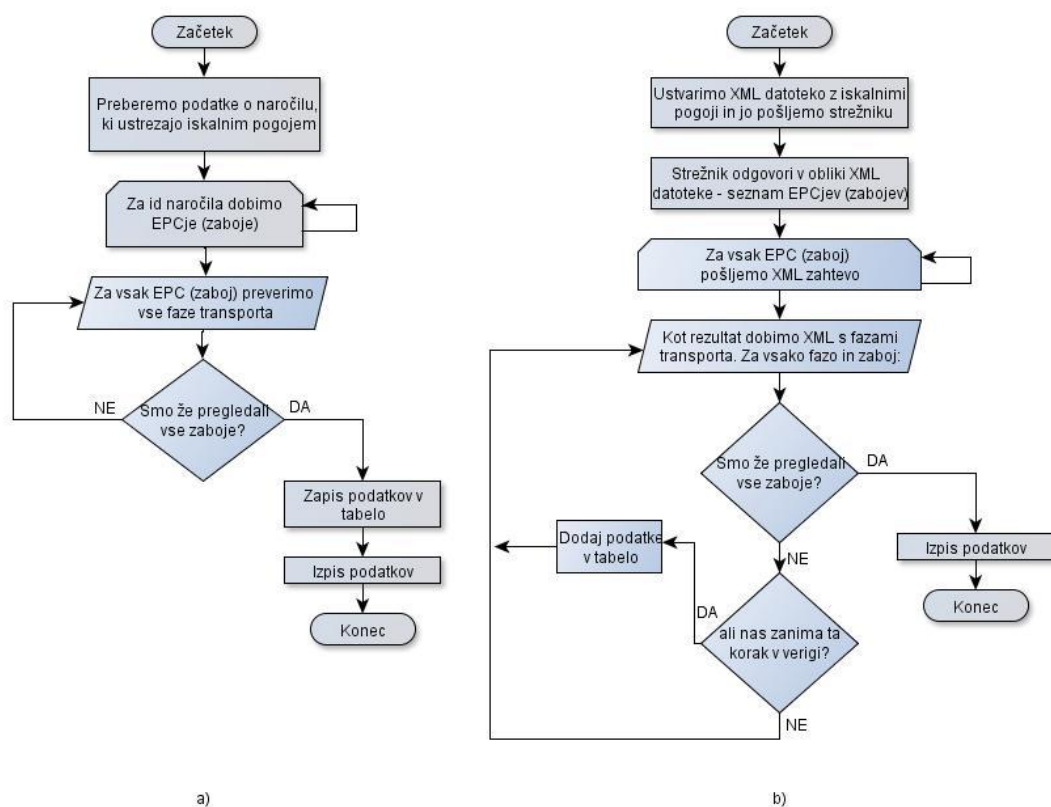 Začetek
Preberemo podatke o naročilu,
ki ustrezajo iskalnim pogojem
Za id naročila dobimo
EPCje (zaboje)
Za vsak EPC (zaboj) preverimo
vse faze transporta
NE
Smo že pregledali
vse zaboje?
DA
Zapis podatkov v
tabelo
Izpis podatkov
Konec
a)
Začetek
Ustvarimo XML datoteko z iskalnimi
pogoji in jo pošljemo strežniku
Strežnik odgovori v obliki XML
datoteke - seznam EPCjev (zabojev)
Za vsak EPC (zaboj)
pošljemo XML zahtevo
Kot rezultat dobimo XML s fazami
transporta. Za vsako fazo in zaboj:
Smo že pregledali
vse zaboje?
DA
Dodaj podatke
v tabelo
NE
Izpis podatkov
Konec
DA
ali nas zanima ta
korak v verigi?
NE
b)